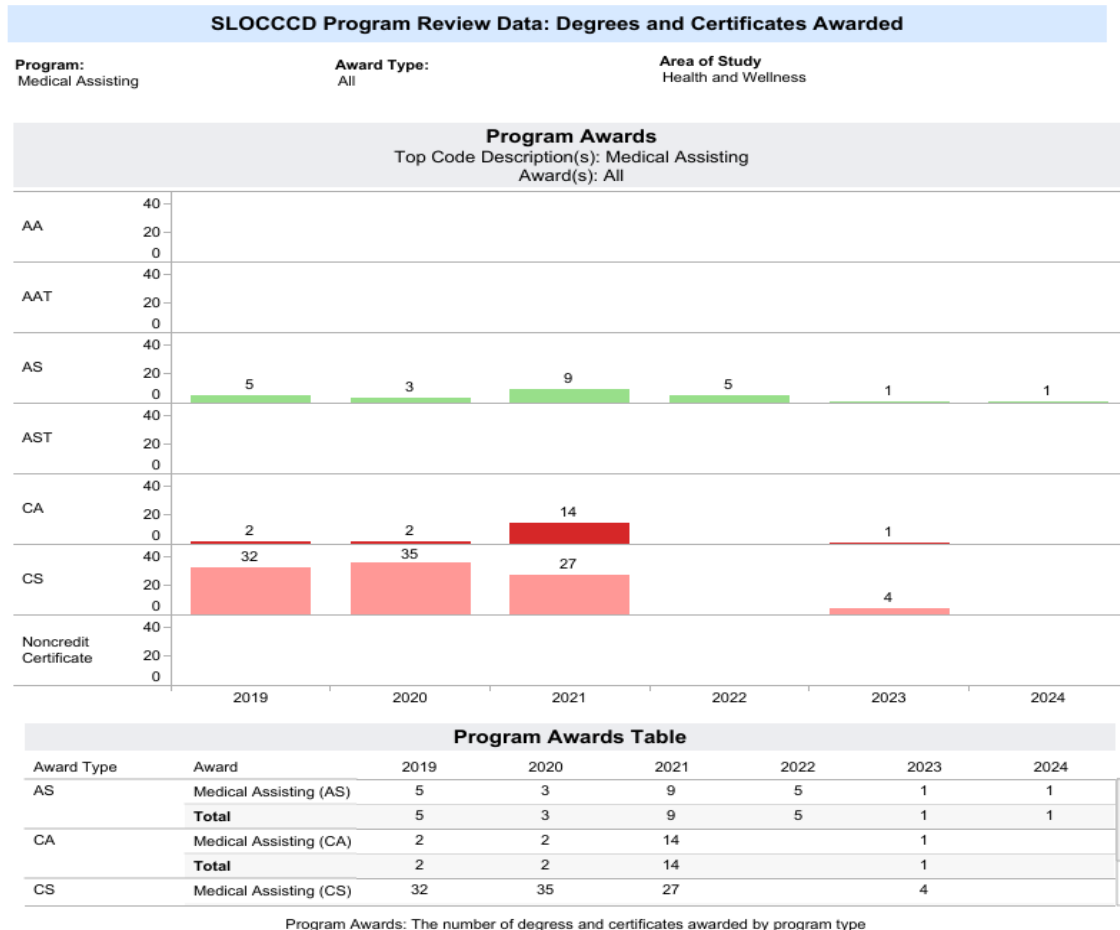 SLOCCCD Program Review Data: Degrees and Certificates Awarded
Program: Award Type: Area of Study
Medical Assisting All Health and Wellness
Program Awards
Top Code Description(s): Medical Assisting
Award(s): All
AA 40 20 0
AAT 40 20 0
AS 40 20 0 5 3 9 5 1 1
AST 40 20 0
CA 40 20 0 2 2 14 1
CS 40 20 0 32 35 27 4
Noncredit Certificate 40 20 0
2019 2020 2021 2022 2023 2024
Program Awards Table
Award Type Award 2019 2020 2021 2022 2023 2024
AS Medical Assisting (AS) 5 3 9 5 1 1
Total 5 3 9 5 1 1
CA Medical Assisting (CA) 2 2 14 1
Total 2 2 14 1
CS Medical Assisting (CS) 32 35 27 4
Program Awards: The number of degress and certificates awarded by program type